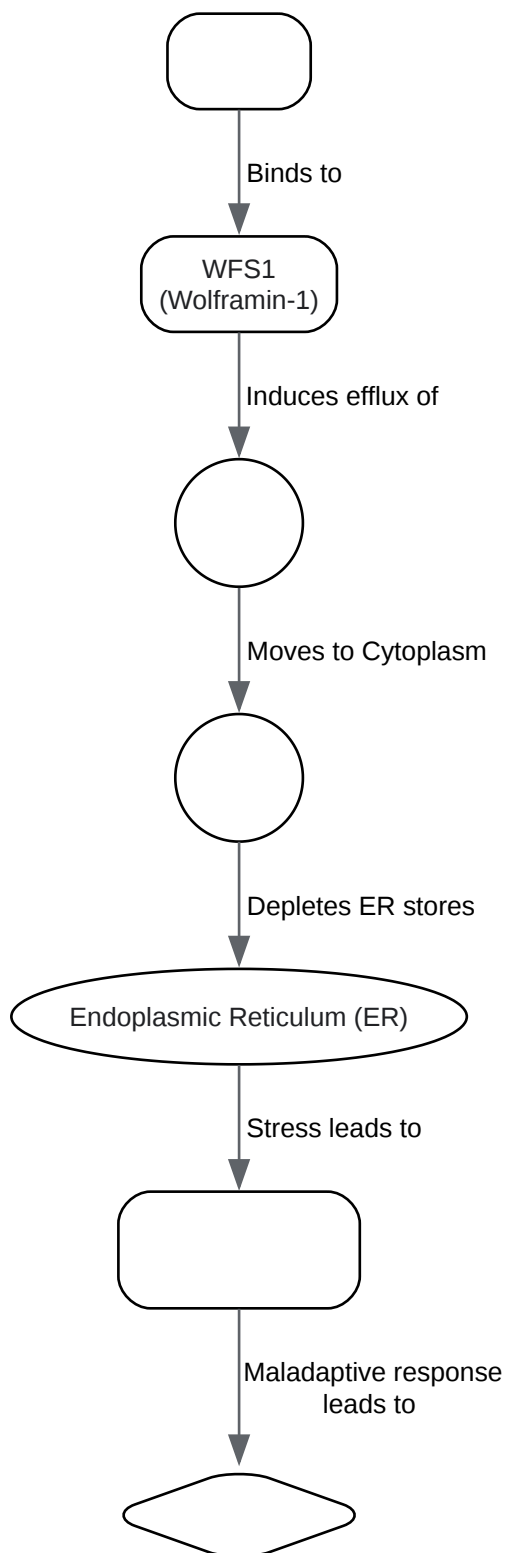 Binds to
WFS1
(Wolframin-1)
Induces efflux of
Moves to Cytoplasm
Depletes ER stores
Endoplasmic Reticulum (ER)
Stress leads to
Maladaptive response
leads to